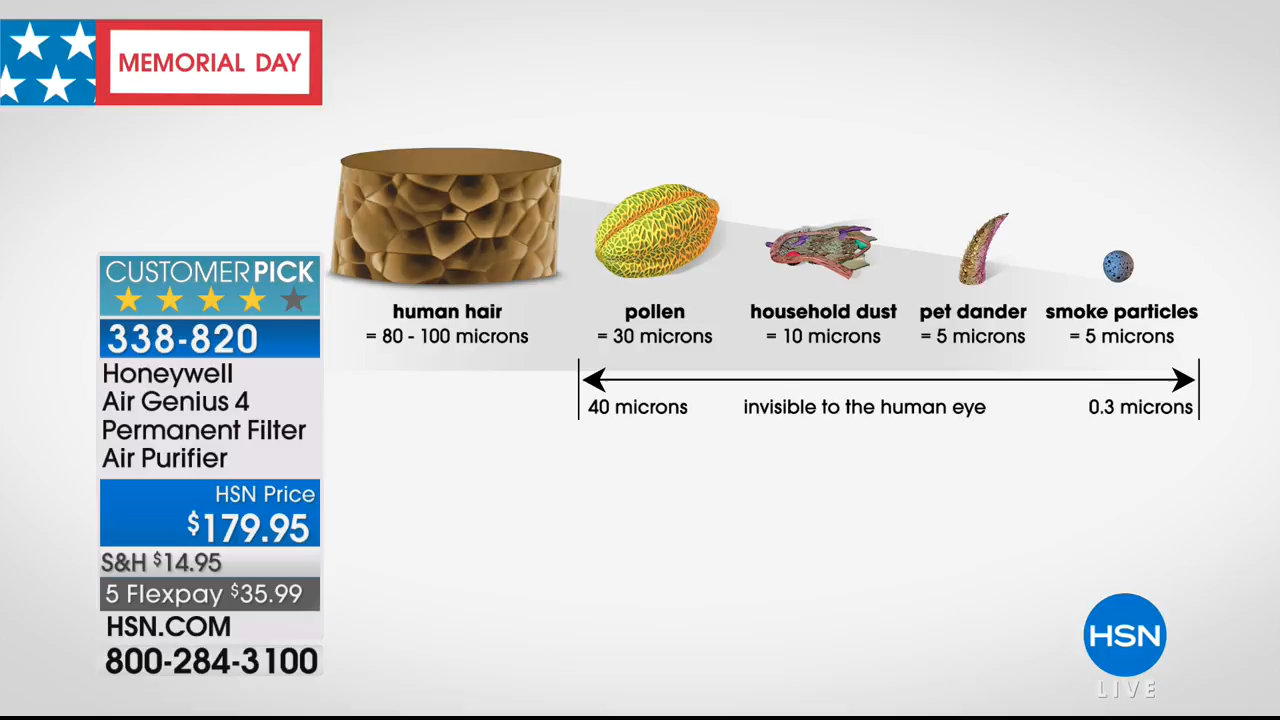 MEMORIAL DAY
CUSTOMERPICK
338-820
Honeywell
Air Genius 4
Permanent Filter
Air Purifier
HSN Price
$179.95
S&H $14.95
5 Flexpay $35.99
HSN.COM
800-284-3100
human hair
= 80 - 100 microns
pollen
= 30 microns
household dust
= 10 microns
pet dander
= 5 microns
smoke particles
= 5 microns
40 microns
invisible to the human eye
0.3 microns
HSN
LIVE